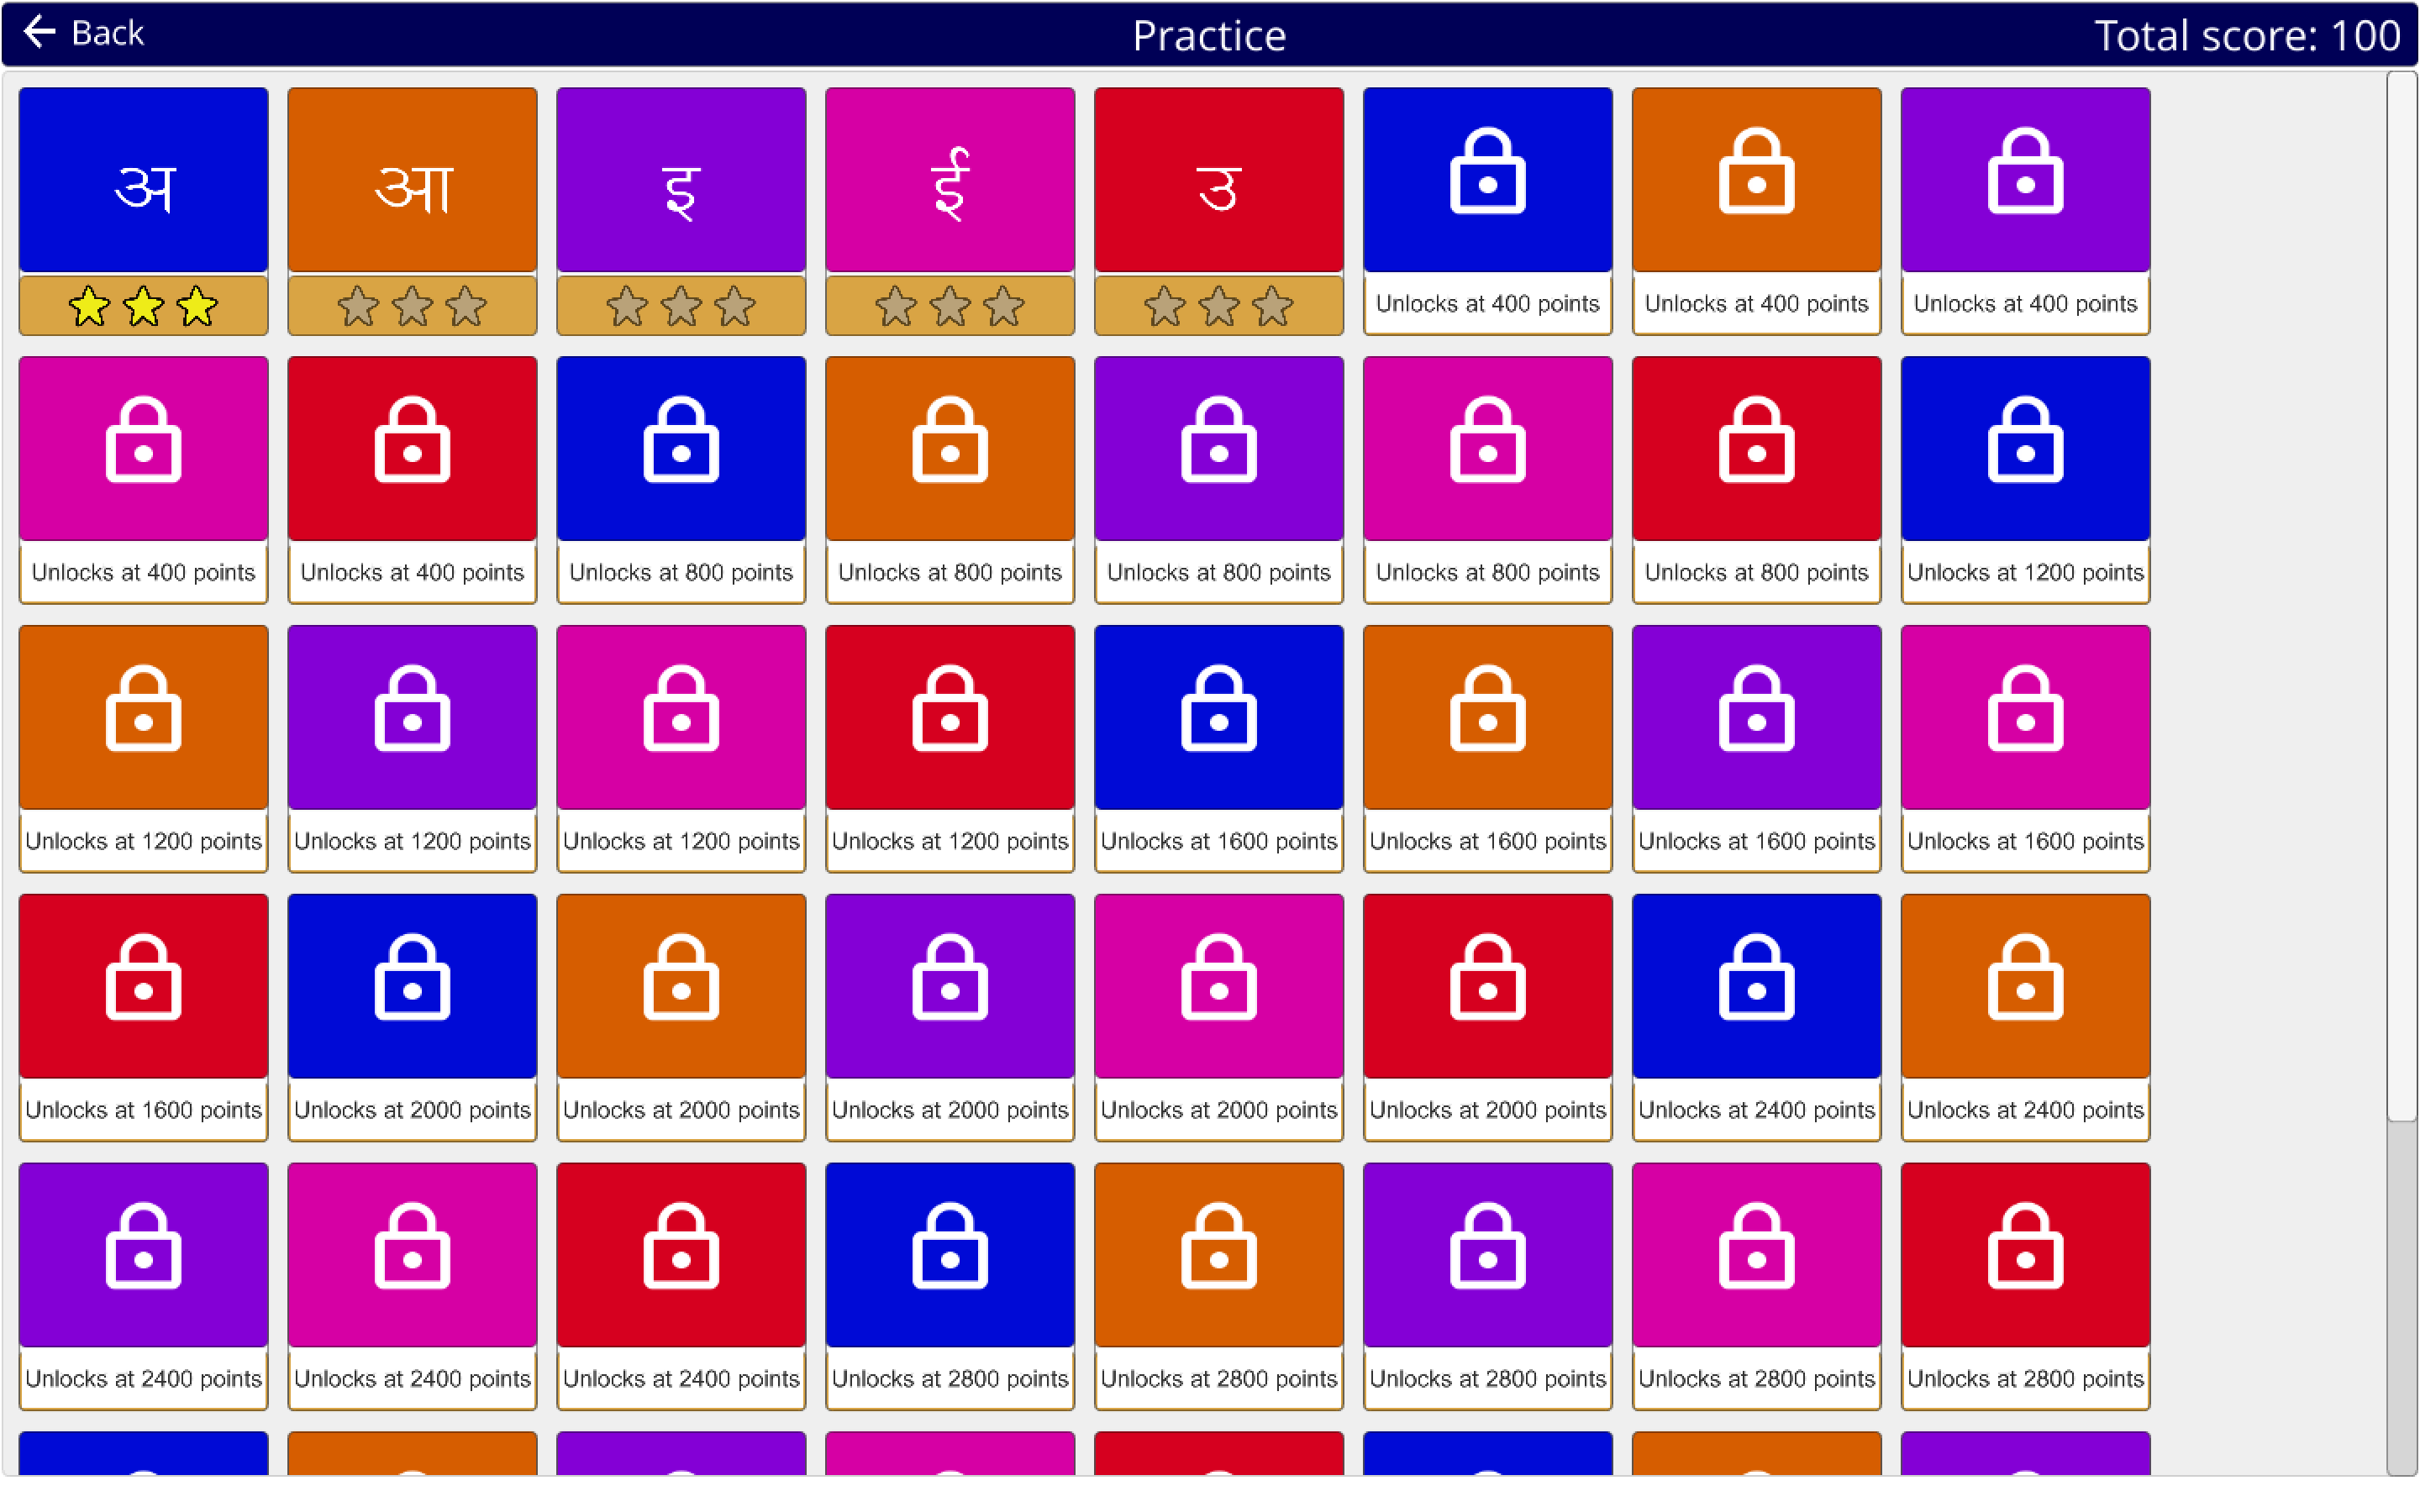 Back Practice Total score: 100
अ आ इ ई उ
Unlocks at 400 points Unlocks at 400 points Unlocks at 400 points
Unlocks at 400 points Unlocks at 400 points Unlocks at 800 points Unlocks at 800 points Unlocks at 800 points Unlocks at 800 points Unlocks at 800 points Unlocks at 1200 points
Unlocks at 1200 points Unlocks at 1200 points Unlocks at 1200 points Unlocks at 1200 points Unlocks at 1600 points Unlocks at 1600 points Unlocks at 1600 points Unlocks at 1600 points
Unlocks at 1600 points Unlocks at 2000 points Unlocks at 2000 points Unlocks at 2000 points Unlocks at 2000 points Unlocks at 2000 points Unlocks at 2400 points Unlocks at 2400 points
Unlocks at 2400 points Unlocks at 2400 points Unlocks at 2400 points Unlocks at 2800 points Unlocks at 2800 points Unlocks at 2800 points Unlocks at 2800 points Unlocks at 2800 points